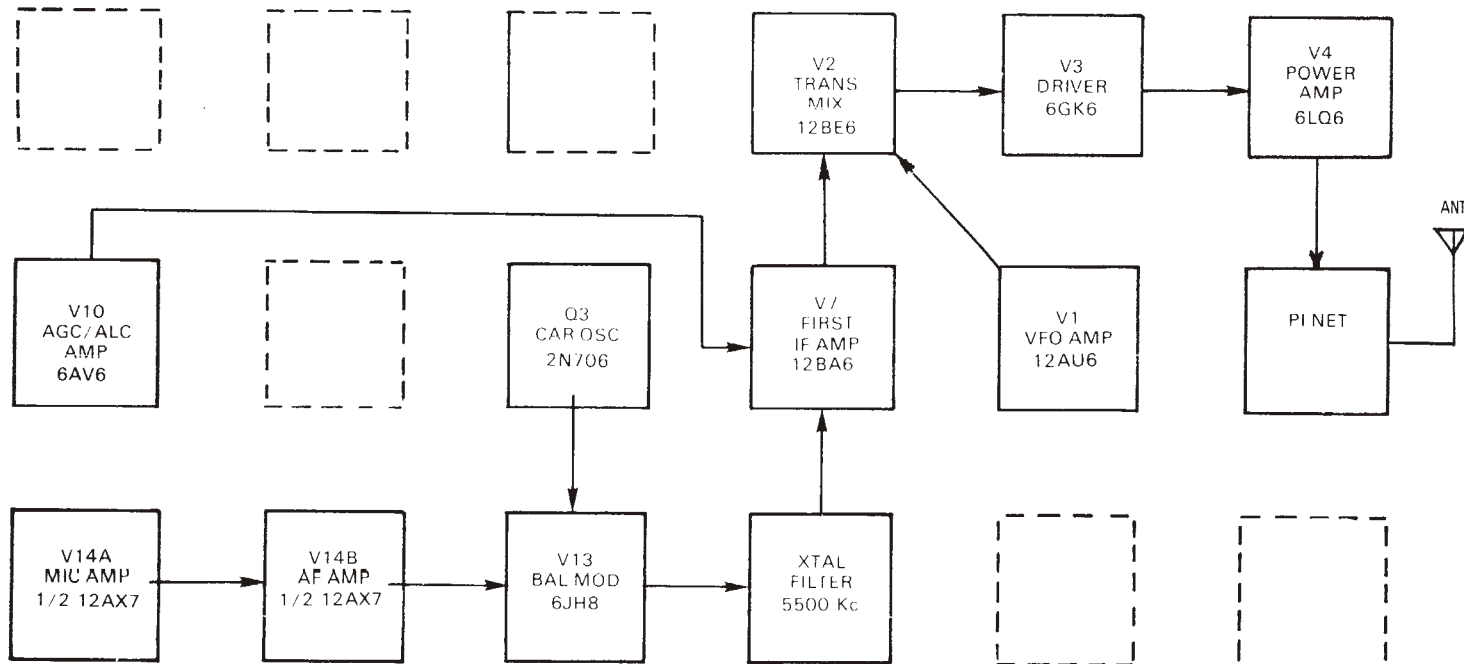 V2
TRANS
MIX
12BE6
V3
DRIVER
6GK6
V4
POWER
AMP
6LQ6
ANT
V10
AGC/ALC
AMP
6AV6
Q3
CAR OSC
2N706
V7
FIRST
IF AMP
12BA6
V1
VFO AMP
12AU6
PI NET
V14A
MIC AMP
1/2 12AX7
V14B
AF AMP
1/2 12AX7
V13
BAL MOD
6JH8
XTAL
FILTER
5500 Kc